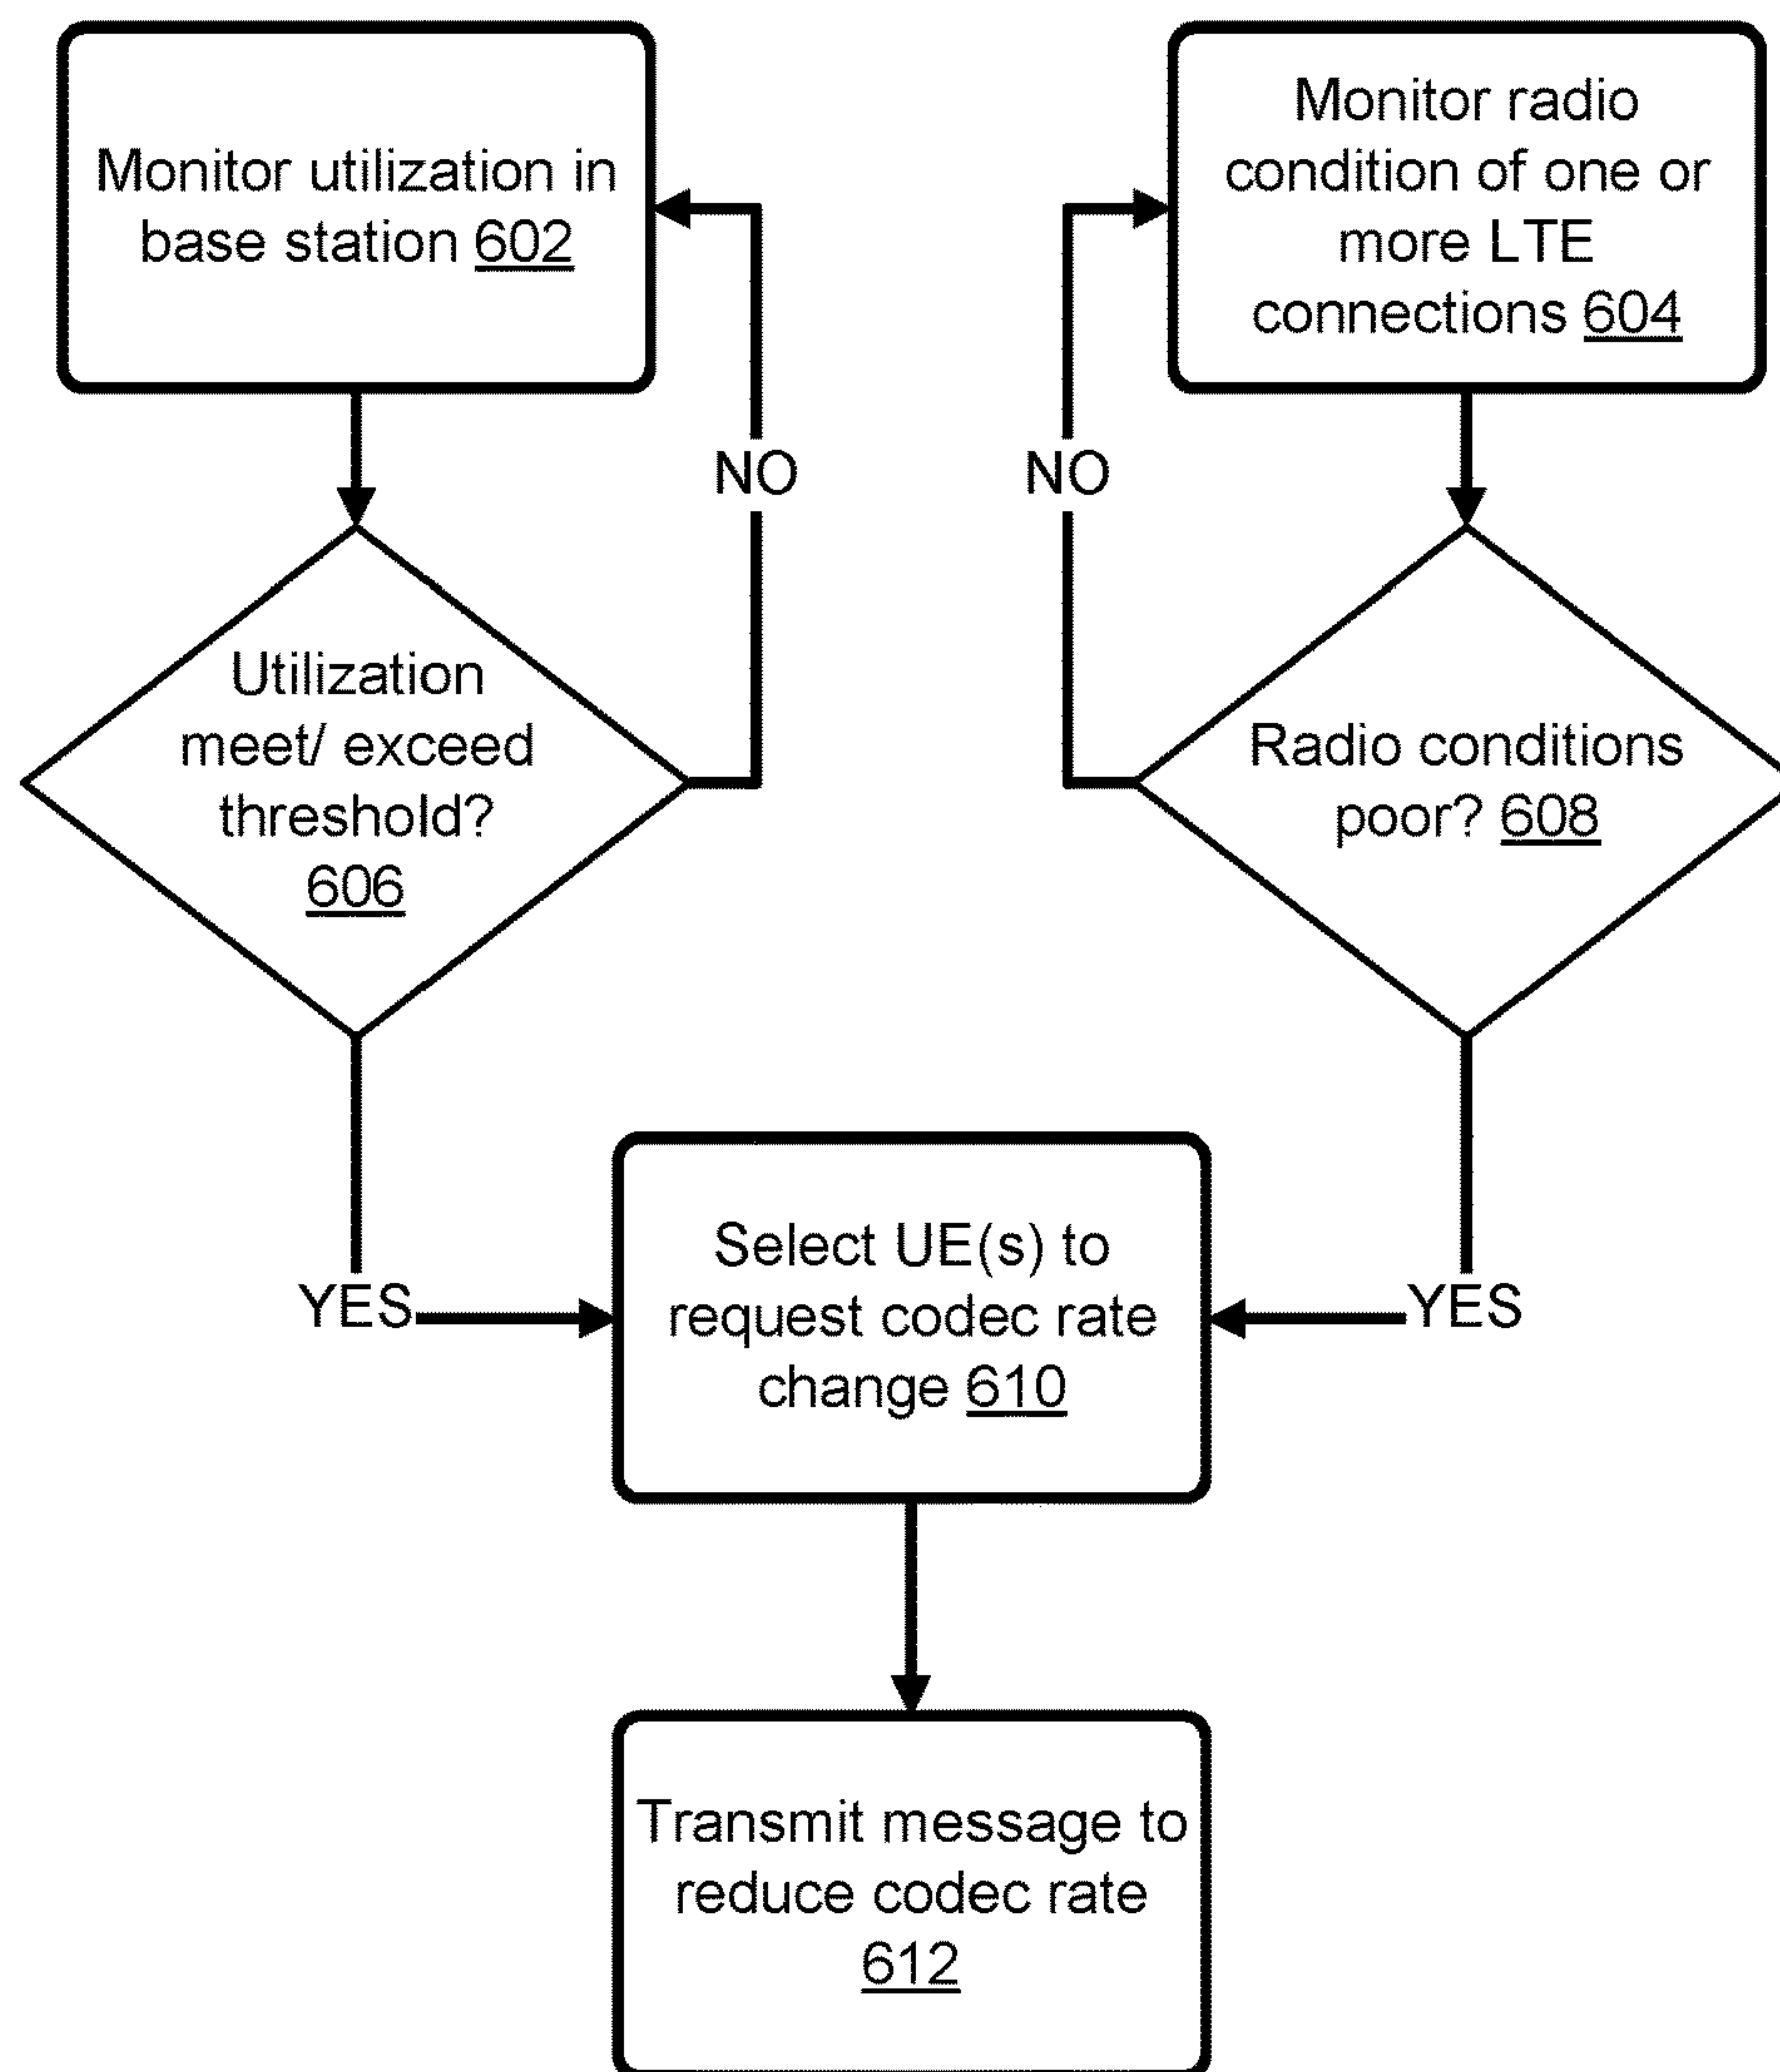 Monitor utilization in
base station 602
Monitor radio
condition of one or
more LTE
connections 604
NO
NO
Utilization
meet/ exceed
threshold?
606
Radio conditions
poor? 608
YES
YES
Select UE(s) to
request codec rate
change 610
Transmit message to
reduce codec rate
612